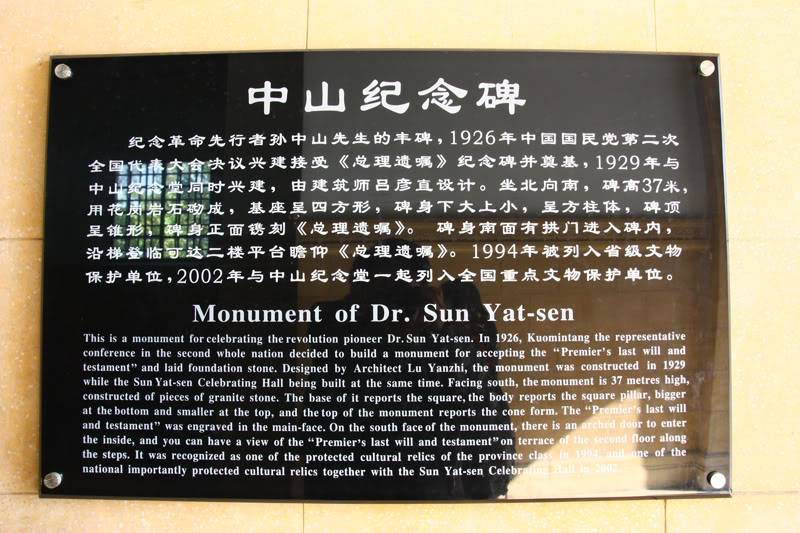 中山纪念碑
纪念革命先行者孙中山先生的丰碑，1926年中国国民党第二次
全国代表大会决议兴建接受《总理遗嘱》纪念碑并奠基，1929年与
中山纪念堂同时兴建，由建筑师吕彦直设计。坐北向南，碑高37米，
用花岗岩石砌成，基座呈四方形，碑身下大上小，呈方柱体，碑顶
呈锥形，碑身正面镌刻《总理遗嘱》。碑身南面有拱门进入碑内，
沿梯登临可达二楼平台瞻仰《总理遗嘱》。1994年被列入省级文物
保护单位，2002年与中山纪念堂一起列入全国重点文物保护单位。
Monument of Dr. Sun Yat-sen
This is a monument for celebrating the revolution pioneer Dr. Sun Yat-sen. In 1926, Kuomintang the representative
conference in the second whole nation decided to build a monument for accepting the “Premier's last will and
testament” and laid foundation stone. Designed by Architect Lu Yanzhi, the monument was constructed in 1929
while the Sun Yat-sen Celebrating Hall being built at the same time. Facing south, the monument is 37 metres high,
constructed of pieces of granite stone. The base of it reports the square, the body reports the square pillar, bigger
at the bottom and smaller at the top, and the top of the monument reports the cone form. The “Premier's last will
and testament” was engraved in the main-face. On the south face of the monument, there is an arched door to enter
the inside, and you can have a view of the “Premier's last will and testament” on terrace of the second floor along
the steps. It was recognized as one of the protected cultural relics of the province class in 1994, and one of the
national importantly protected cultural relics together with the Sun Yat-sen Celebrating Hall in 2002.